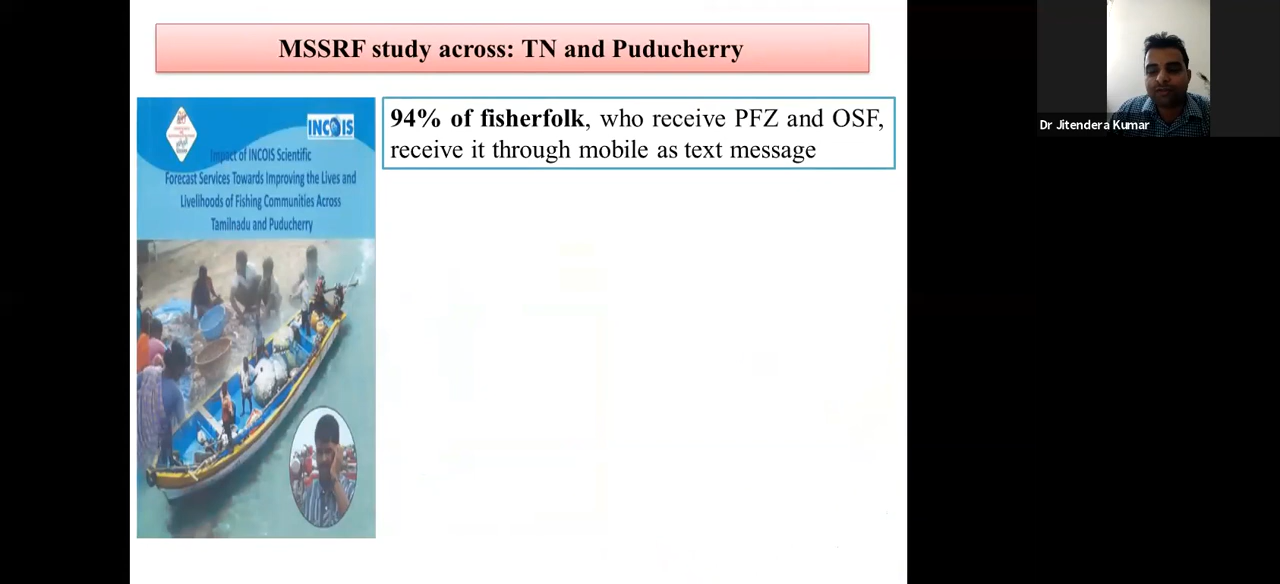 MSSRF study across: TN and Puducherry
INCOIS
Impact of INCOIS Scientific
Forecast Services Towards Improving the Lives and
Livelihoods of Fishing Communities Across
Tamilnadu and Puducherry
94% of fisherfolk, who receive PFZ and OSF,
receive it through mobile as text message
Dr Jitendera Kumar